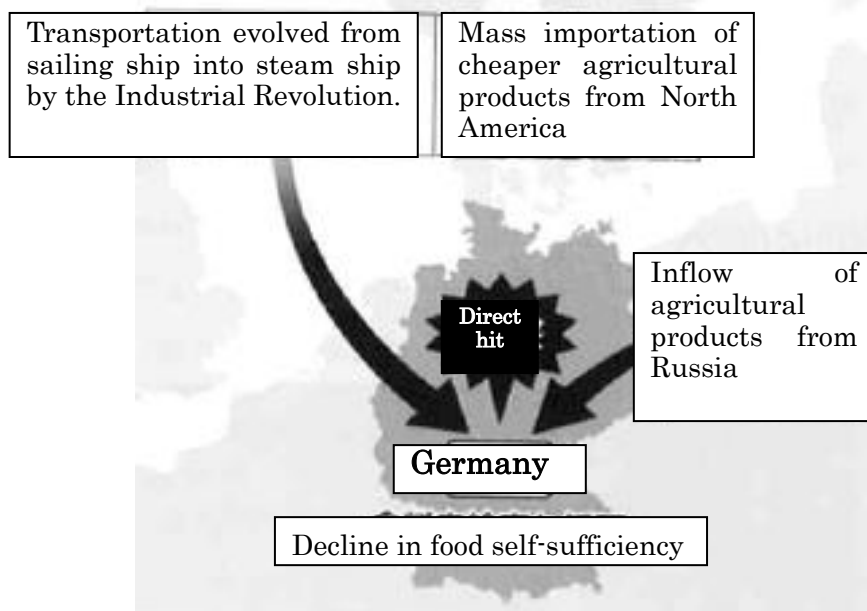 Transportation evolved from
sailing ship into steam ship
by the Industrial Revolution.
Mass importation of
cheaper agricultural
products from North
America
Inflow of
agricultural
products from
Russia
Direct
hit
Germany
Decline in food self-sufficiency